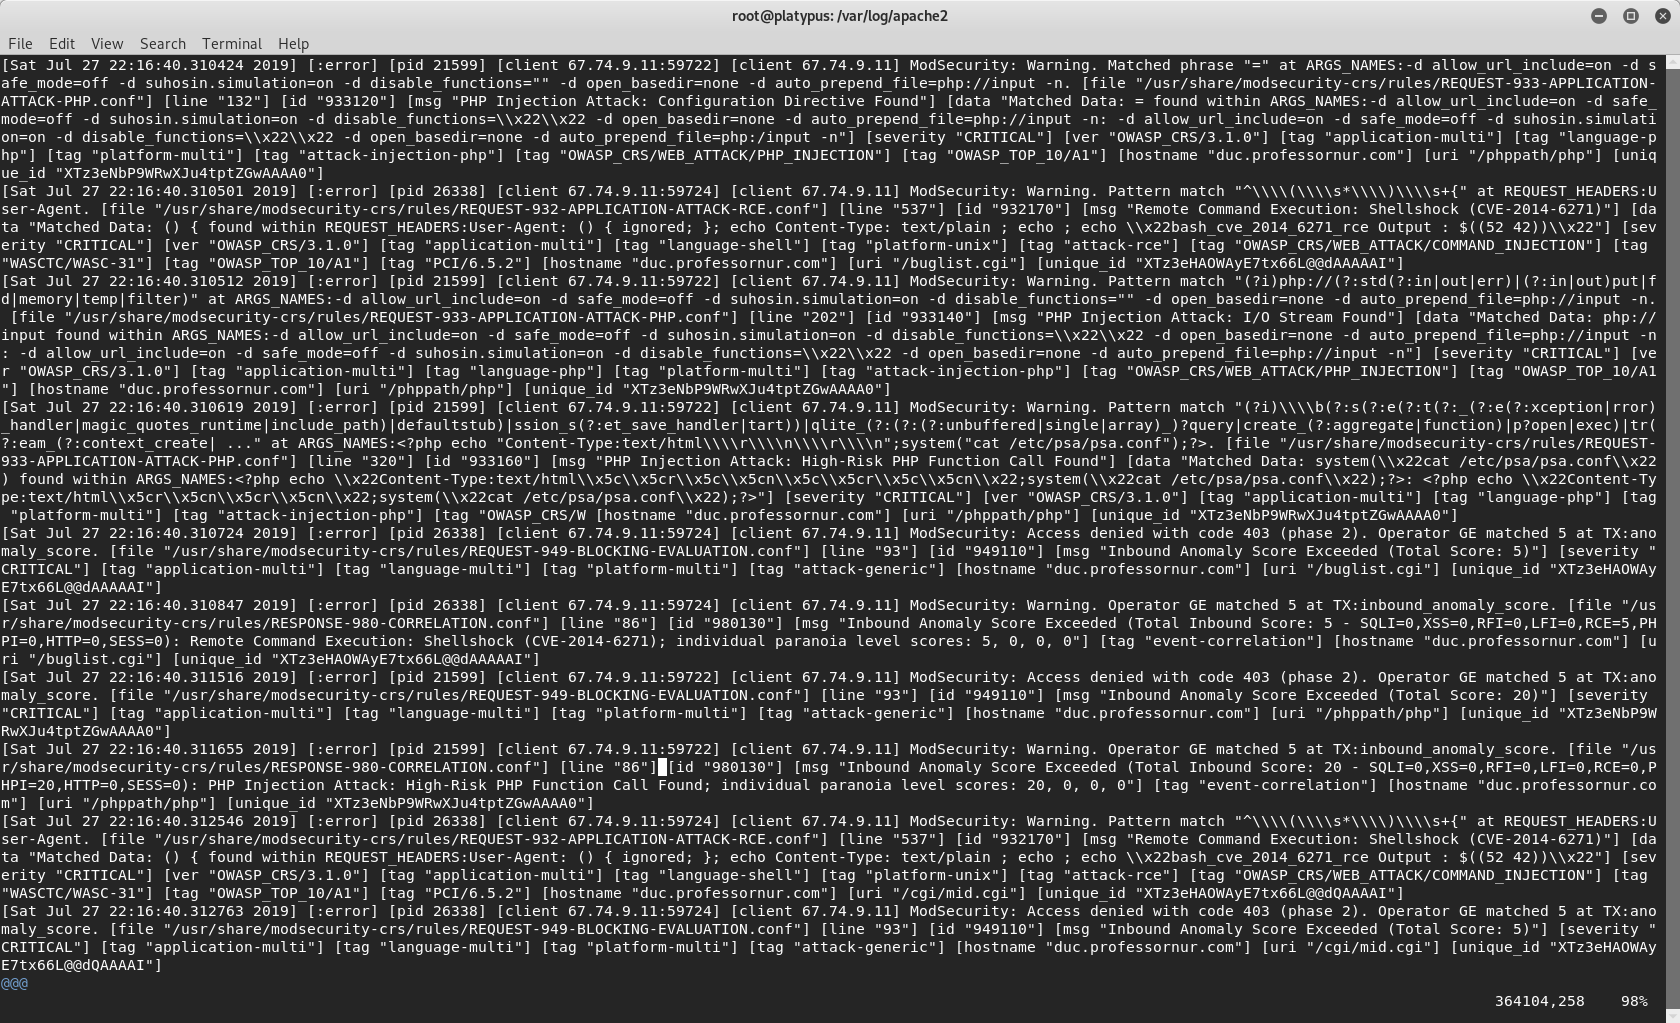 root@platypus: /var/log/apache2
File Edit View Search Terminal Help
[Sat Jul 27 22:16:40.310424 2019] [:error] [pid 21599] [client 67.74.9.11:59722] [client 67.74.9.11] ModSecurity: Warning. Matched phrase "=" at ARGS_NAMES:-d allow_url_include=on -d s
afe_mode=off -d suhosin.simulation=on -d disable_functions="" -d open_basedir=none -d auto_prepend_file=php://input -n. [file "/usr/share/modsecurity-crs/rules/REQUEST-933-APPLICATION-
ATTACK-PHP.conf"] [line "132"] [id "933120"] [msg "PHP Injection Attack: Configuration Directive Found"] [data "Matched Data: = found within ARGS_NAMES:-d allow_url_include=on -d safe_
mode=off -d suhosin.simulation=on -d disable_functions=\\x22\\x22 -d open_basedir=none -d auto_prepend_file=php://input -n: -d allow_url_include=on -d safe_mode=off -d suhosin.simulati
on=on -d disable_functions=\\x22\\x22 -d open_basedir=none -d auto_prepend_file=php:/input -n"] [severity "CRITICAL"] [ver "OWASP_CRS/3.1.0"] [tag "application-multi"] [tag "language-p
hp"] [tag "platform-multi"] [tag "attack-injection-php"] [tag "OWASP_CRS/WEB_ATTACK/PHP_INJECTION"] [tag "OWASP_TOP_10/A1"] [hostname "duc.professornur.com"] [uri "/phppath/php"] [uniq
ue_id "XTz3eNbP9WRwXJu4tptZGwAAAA0"]
[Sat Jul 27 22:16:40.310501 2019] [:error] [pid 26338] [client 67.74.9.11:59724] [client 67.74.9.11] ModSecurity: Warning. Pattern match "^\\\\(\\\\s*\\\\)\\\\s+{" at REQUEST_HEADERS:U
ser-Agent. [file "/usr/share/modsecurity-crs/rules/REQUEST-932-APPLICATION-ATTACK-RCE.conf"] [line "537"] [id "932170"] [msg "Remote Command Execution: Shellshock (CVE-2014-6271)"] [da
ta "Matched Data: () { found within REQUEST_HEADERS:User-Agent: () { ignored; }; echo Content-Type: text/plain ; echo ; echo \\x22bash_cve_2014_6271_rce Output : $((52 42))\\x22"] [sev
erity "CRITICAL"] [ver "OWASP_CRS/3.1.0"] [tag "application-multi"] [tag "language-shell"] [tag "platform-unix"] [tag "attack-rce"] [tag "OWASP_CRS/WEB_ATTACK/COMMAND_INJECTION"] [tag 
"WASCTC/WASC-31"] [tag "OWASP_TOP_10/A1"] [tag "PCI/6.5.2"] [hostname "duc.professornur.com"] [uri "/buglist.cgi"] [unique_id "XTz3eHAOWAyE7tx66L@@dAAAAAI"]
[Sat Jul 27 22:16:40.310512 2019] [:error] [pid 21599] [client 67.74.9.11:59722] [client 67.74.9.11] ModSecurity: Warning. Pattern match "(?i)php://(?:std(?:in|out|err)|(?:in|out)put|f
d|memory|temp|filter)" at ARGS_NAMES:-d allow_url_include=on -d safe_mode=off -d suhosin.simulation=on -d disable_functions="" -d open_basedir=none -d auto_prepend_file=php://input -n.
 [file "/usr/share/modsecurity-crs/rules/REQUEST-933-APPLICATION-ATTACK-PHP.conf"] [line "202"] [id "933140"] [msg "PHP Injection Attack: I/O Stream Found"] [data "Matched Data: php://
input found within ARGS_NAMES:-d allow_url_include=on -d safe_mode=off -d suhosin.simulation=on -d disable_functions=\\x22\\x22 -d open_basedir=none -d auto_prepend_file=php://input -n
: -d allow_url_include=on -d safe_mode=off -d suhosin.simulation=on -d disable_functions=\\x22\\x22 -d open_basedir=none -d auto_prepend_file=php://input -n"] [severity "CRITICAL"] [ve
r "OWASP_CRS/3.1.0"] [tag "application-multi"] [tag "language-php"] [tag "platform-multi"] [tag "attack-injection-php"] [tag "OWASP_CRS/WEB_ATTACK/PHP_INJECTION"] [tag "OWASP_TOP_10/A1
"] [hostname "duc.professornur.com"] [uri "/phppath/php"] [unique_id "XTz3eNbP9WRwXJu4tptZGwAAAA0"]
[Sat Jul 27 22:16:40.310619 2019] [:error] [pid 21599] [client 67.74.9.11:59722] [client 67.74.9.11] ModSecurity: Warning. Pattern match "(?i)\\\\b(?:s(?:e(?:t(?:_(?:e(?:xception|rror)
_handler|magic_quotes_runtime|include_path)|defaultstub)|ssion_s(?:et_save_handler|tart))|qlite_(?:(?:(?:unbuffered|single|array)_)?query|create_(?:aggregate|function)|p?open|exec)|tr(
?:eam_(?:context_create| ..." at ARGS_NAMES:<?php echo "Content-Type:text/html\\\\r\\\\n\\\\r\\\\n";system("cat /etc/psa/psa.conf");?>. [file "/usr/share/modsecurity-crs/rules/REQUEST-
933-APPLICATION-ATTACK-PHP.conf"] [line "320"] [id "933160"] [msg "PHP Injection Attack: High-Risk PHP Function Call Found"] [data "Matched Data: system(\\x22cat /etc/psa/psa.conf\\x22
) found within ARGS_NAMES:<?php echo \\x22Content-Type:text/html\\x5c\\x5cr\\x5c\\x5cn\\x5c\\x5cr\\x5c\\x5cn\\x22;system(\\x22cat /etc/psa/psa.conf\\x22);?>: <?php echo \\x22Content-Ty
pe:text/html\\x5cr\\x5cn\\x5cr\\x5cn\\x22;system(\\x22cat /etc/psa/psa.conf\\x22);?>"] [severity "CRITICAL"] [ver "OWASP_CRS/3.1.0"] [tag "application-multi"] [tag "language-php"] [tag
 "platform-multi"] [tag "attack-injection-php"] [tag "OWASP_CRS/W [hostname "duc.professornur.com"] [uri "/phppath/php"] [unique_id "XTz3eNbP9WRwXJu4tptZGwAAAA0"]
[Sat Jul 27 22:16:40.310724 2019] [:error] [pid 26338] [client 67.74.9.11:59724] [client 67.74.9.11] ModSecurity: Access denied with code 403 (phase 2). Operator GE matched 5 at TX:ano
maly_score. [file "/usr/share/modsecurity-crs/rules/REQUEST-949-BLOCKING-EVALUATION.conf"] [line "93"] [id "949110"] [msg "Inbound Anomaly Score Exceeded (Total Score: 5)"] [severity "
CRITICAL"] [tag "application-multi"] [tag "language-multi"] [tag "platform-multi"] [tag "attack-generic"] [hostname "duc.professornur.com"] [uri "/buglist.cgi"] [unique_id "XTz3eHAOWAy
E7tx66L@@dAAAAAI"]
[Sat Jul 27 22:16:40.310847 2019] [:error] [pid 26338] [client 67.74.9.11:59724] [client 67.74.9.11] ModSecurity: Warning. Operator GE matched 5 at TX:inbound_anomaly_score. [file "/us
r/share/modsecurity-crs/rules/RESPONSE-980-CORRELATION.conf"] [line "86"] [id "980130"] [msg "Inbound Anomaly Score Exceeded (Total Inbound Score: 5 - SQLI=0,XSS=0,RFI=0,LFI=0,RCE=5,PH
PI=0,HTTP=0,SESS=0): Remote Command Execution: Shellshock (CVE-2014-6271); individual paranoia level scores: 5, 0, 0, 0"] [tag "event-correlation"] [hostname "duc.professornur.com"] [u
ri "/buglist.cgi"] [unique_id "XTz3eHAOWAyE7tx66L@@dAAAAAI"]
[Sat Jul 27 22:16:40.311516 2019] [:error] [pid 21599] [client 67.74.9.11:59722] [client 67.74.9.11] ModSecurity: Access denied with code 403 (phase 2). Operator GE matched 5 at TX:ano
maly_score. [file "/usr/share/modsecurity-crs/rules/REQUEST-949-BLOCKING-EVALUATION.conf"] [line "93"] [id "949110"] [msg "Inbound Anomaly Score Exceeded (Total Score: 20)"] [severity 
"CRITICAL"] [tag "application-multi"] [tag "language-multi"] [tag "platform-multi"] [tag "attack-generic"] [hostname "duc.professornur.com"] [uri "/phppath/php"] [unique_id "XTz3eNbP9W
RwXJu4tptZGwAAAA0"]
[Sat Jul 27 22:16:40.311655 2019] [:error] [pid 21599] [client 67.74.9.11:59722] [client 67.74.9.11] ModSecurity: Warning. Operator GE matched 5 at TX:inbound_anomaly_score. [file "/us
r/share/modsecurity-crs/rules/RESPONSE-980-CORRELATION.conf"] [line "86"] [id "980130"] [msg "Inbound Anomaly Score Exceeded (Total Inbound Score: 20 - SQLI=0,XSS=0,RFI=0,LFI=0,RCE=0,P
HPI=20,HTTP=0,SESS=0): PHP Injection Attack: High-Risk PHP Function Call Found; individual paranoia level scores: 20, 0, 0, 0"] [tag "event-correlation"] [hostname "duc.professornur.co
m"] [uri "/phppath/php"] [unique_id "XTz3eNbP9WRwXJu4tptZGwAAAA0"]
[Sat Jul 27 22:16:40.312546 2019] [:error] [pid 26338] [client 67.74.9.11:59724] [client 67.74.9.11] ModSecurity: Warning. Pattern match "^\\\\(\\\\s*\\\\)\\\\s+{" at REQUEST_HEADERS:U
ser-Agent. [file "/usr/share/modsecurity-crs/rules/REQUEST-932-APPLICATION-ATTACK-RCE.conf"] [line "537"] [id "932170"] [msg "Remote Command Execution: Shellshock (CVE-2014-6271)"] [da
ta "Matched Data: () { found within REQUEST_HEADERS:User-Agent: () { ignored; }; echo Content-Type: text/plain ; echo ; echo \\x22bash_cve_2014_6271_rce Output : $((52 42))\\x22"] [sev
erity "CRITICAL"] [ver "OWASP_CRS/3.1.0"] [tag "application-multi"] [tag "language-shell"] [tag "platform-unix"] [tag "attack-rce"] [tag "OWASP_CRS/WEB_ATTACK/COMMAND_INJECTION"] [tag 
"WASCTC/WASC-31"] [tag "OWASP_TOP_10/A1"] [tag "PCI/6.5.2"] [hostname "duc.professornur.com"] [uri "/cgi/mid.cgi"] [unique_id "XTz3eHAOWAyE7tx66L@@dQAAAAI"]
[Sat Jul 27 22:16:40.312763 2019] [:error] [pid 26338] [client 67.74.9.11:59724] [client 67.74.9.11] ModSecurity: Access denied with code 403 (phase 2). Operator GE matched 5 at TX:ano
maly_score. [file "/usr/share/modsecurity-crs/rules/REQUEST-949-BLOCKING-EVALUATION.conf"] [line "93"] [id "949110"] [msg "Inbound Anomaly Score Exceeded (Total Score: 5)"] [severity "
CRITICAL"] [tag "application-multi"] [tag "language-multi"] [tag "platform-multi"] [tag "attack-generic"] [hostname "duc.professornur.com"] [uri "/cgi/mid.cgi"] [unique_id "XTz3eHAOWAy
E7tx66L@@dQAAAAI"]
@@@
364104,258 98%